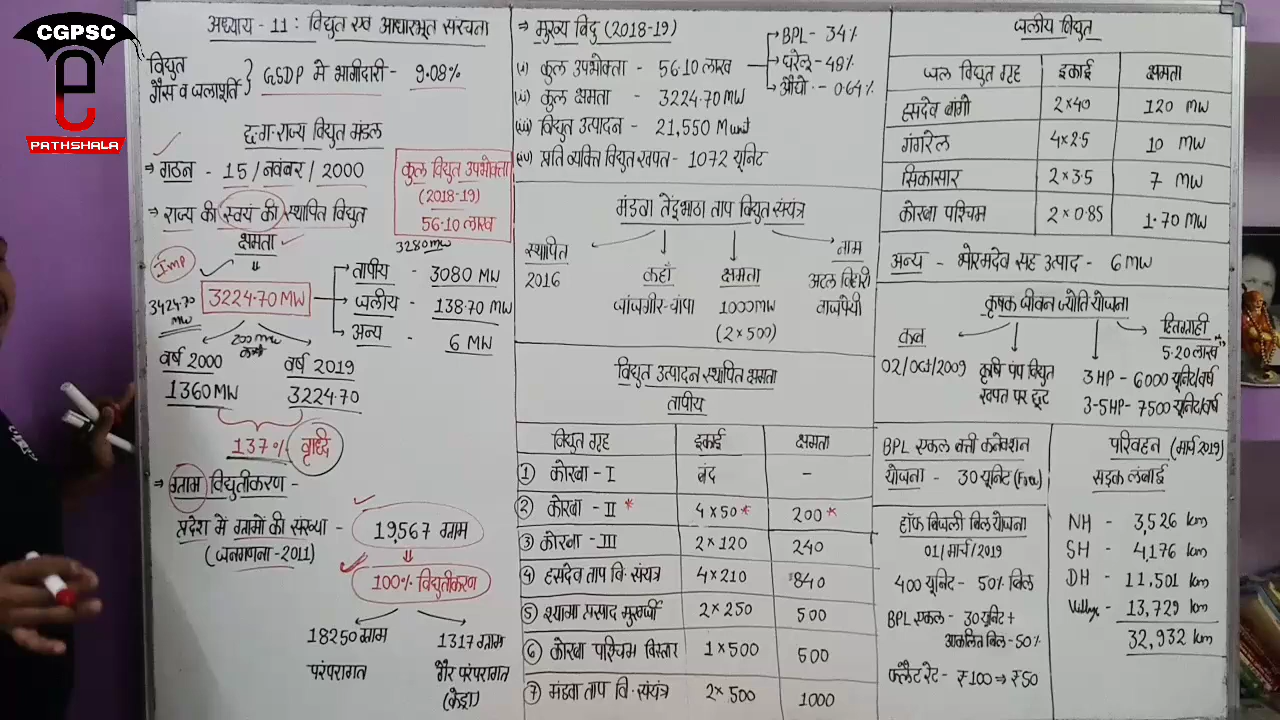 CGPSC
e
PATHSHALA
अध्याय - 11 : विद्युत एवं आधारभूत संरचना
विद्युत
गैस व जलापूर्ति } GSDP मे भागीदारी - 9.08%
छ.ग. राज्य विद्युत मंडल
⇒ गठन - 15 / नवंबर / 2000
कुल विद्युत उपभोक्ता
(2018-19)
56.10 लाख
⇒ राज्य की स्वयं की स्थापित विद्युत
क्षमता
⇓
Imp
3280 MW
3224.70 MW
तापीय - 3080 MW
जलीय - 138.70 MW
अन्य - 6 MW
3424.70
MW
200 MW
वर्ष 2000
1360 MW
वर्ष 2019
3224.70
137% वृध्दि
⇒ ग्राम विद्युतीकरण -
प्रदेश में ग्रामों की संख्या - 19,567 ग्राम
(जनगणना - 2011)
⇓
100% विद्युतीकरण
18250 ग्राम
परंपरागत
1317 ग्राम
गैर परंपरागत
(क्रेडा)
⇒ मुख्य बिंदु (2018-19)
(i) कुल उपभोक्ता - 56.10 लाख
BPL - 34%
घरेलू - 49%
औद्यो. - 0.64%
(ii) कुल क्षमता - 3224.70 MW
(iii) विद्युत उत्पादन - 21,550 Munit
(iv) प्रति व्यक्ति विद्युत खपत - 1072 यूनिट
मंडवा तेंदूभाठा ताप विद्युत संयंत्र
स्थापित
2016
कहाँ
जांजगीर-चांपा
क्षमता
1000MW
(2×500)
नाम
अटल बिहारी
वाजपेयी
विद्युत उत्पादन स्थापित क्षमता
तापीय
विद्युत गृह इकाई क्षमता
① कोरबा - I बंद -
② कोरबा - II * 4×50 * 200 *
③ कोरबा - III 2×120 240
④ हसदेव ताप वि. संयंत्र 4×210 840
⑤ श्यामा प्रसाद मुखर्जी 2×250 500
⑥ कोरबा पश्चिम विस्तार 1×500 500
⑦ मंडवा ताप वि. संयंत्र 2×500 1000
जलीय विद्युत
जल विद्युत गृह इकाई क्षमता
हसदेव बांगो 2×40 120 MW
गंगरेल 4×2.5 10 MW
सिकासार 2×3.5 7 MW
कोरबा पश्चिम 2×0.85 1.70 MW
अन्य - भोरमदेव सह उत्पाद - 6 MW
कृषक जीवन ज्योति योजना
कब
02/Oct/2009
कृषि पंप विद्युत
खपत पर छूट
3HP - 6000 यूनिट/वर्ष
3-5HP - 7500 यूनिट/वर्ष
हितग्राही
5.20 लाख
BPL एकल बत्ती कनेक्शन
योजना - 30 यूनिट (Free)
हॉफ बिजली बिल योजना
01/मार्च/2019
400 यूनिट - 50% बिल
BPL एकल - 30 यूनिट +
आंकलित बिल - 50%
फ्लैट रेट - ₹100 ⇒ ₹50
परिवहन (मार्च 2019)
सड़क लंबाई
NH - 3,526 km
SH - 4,176 km
DH - 11,501 km
Village - 13,729 km
32,932 km